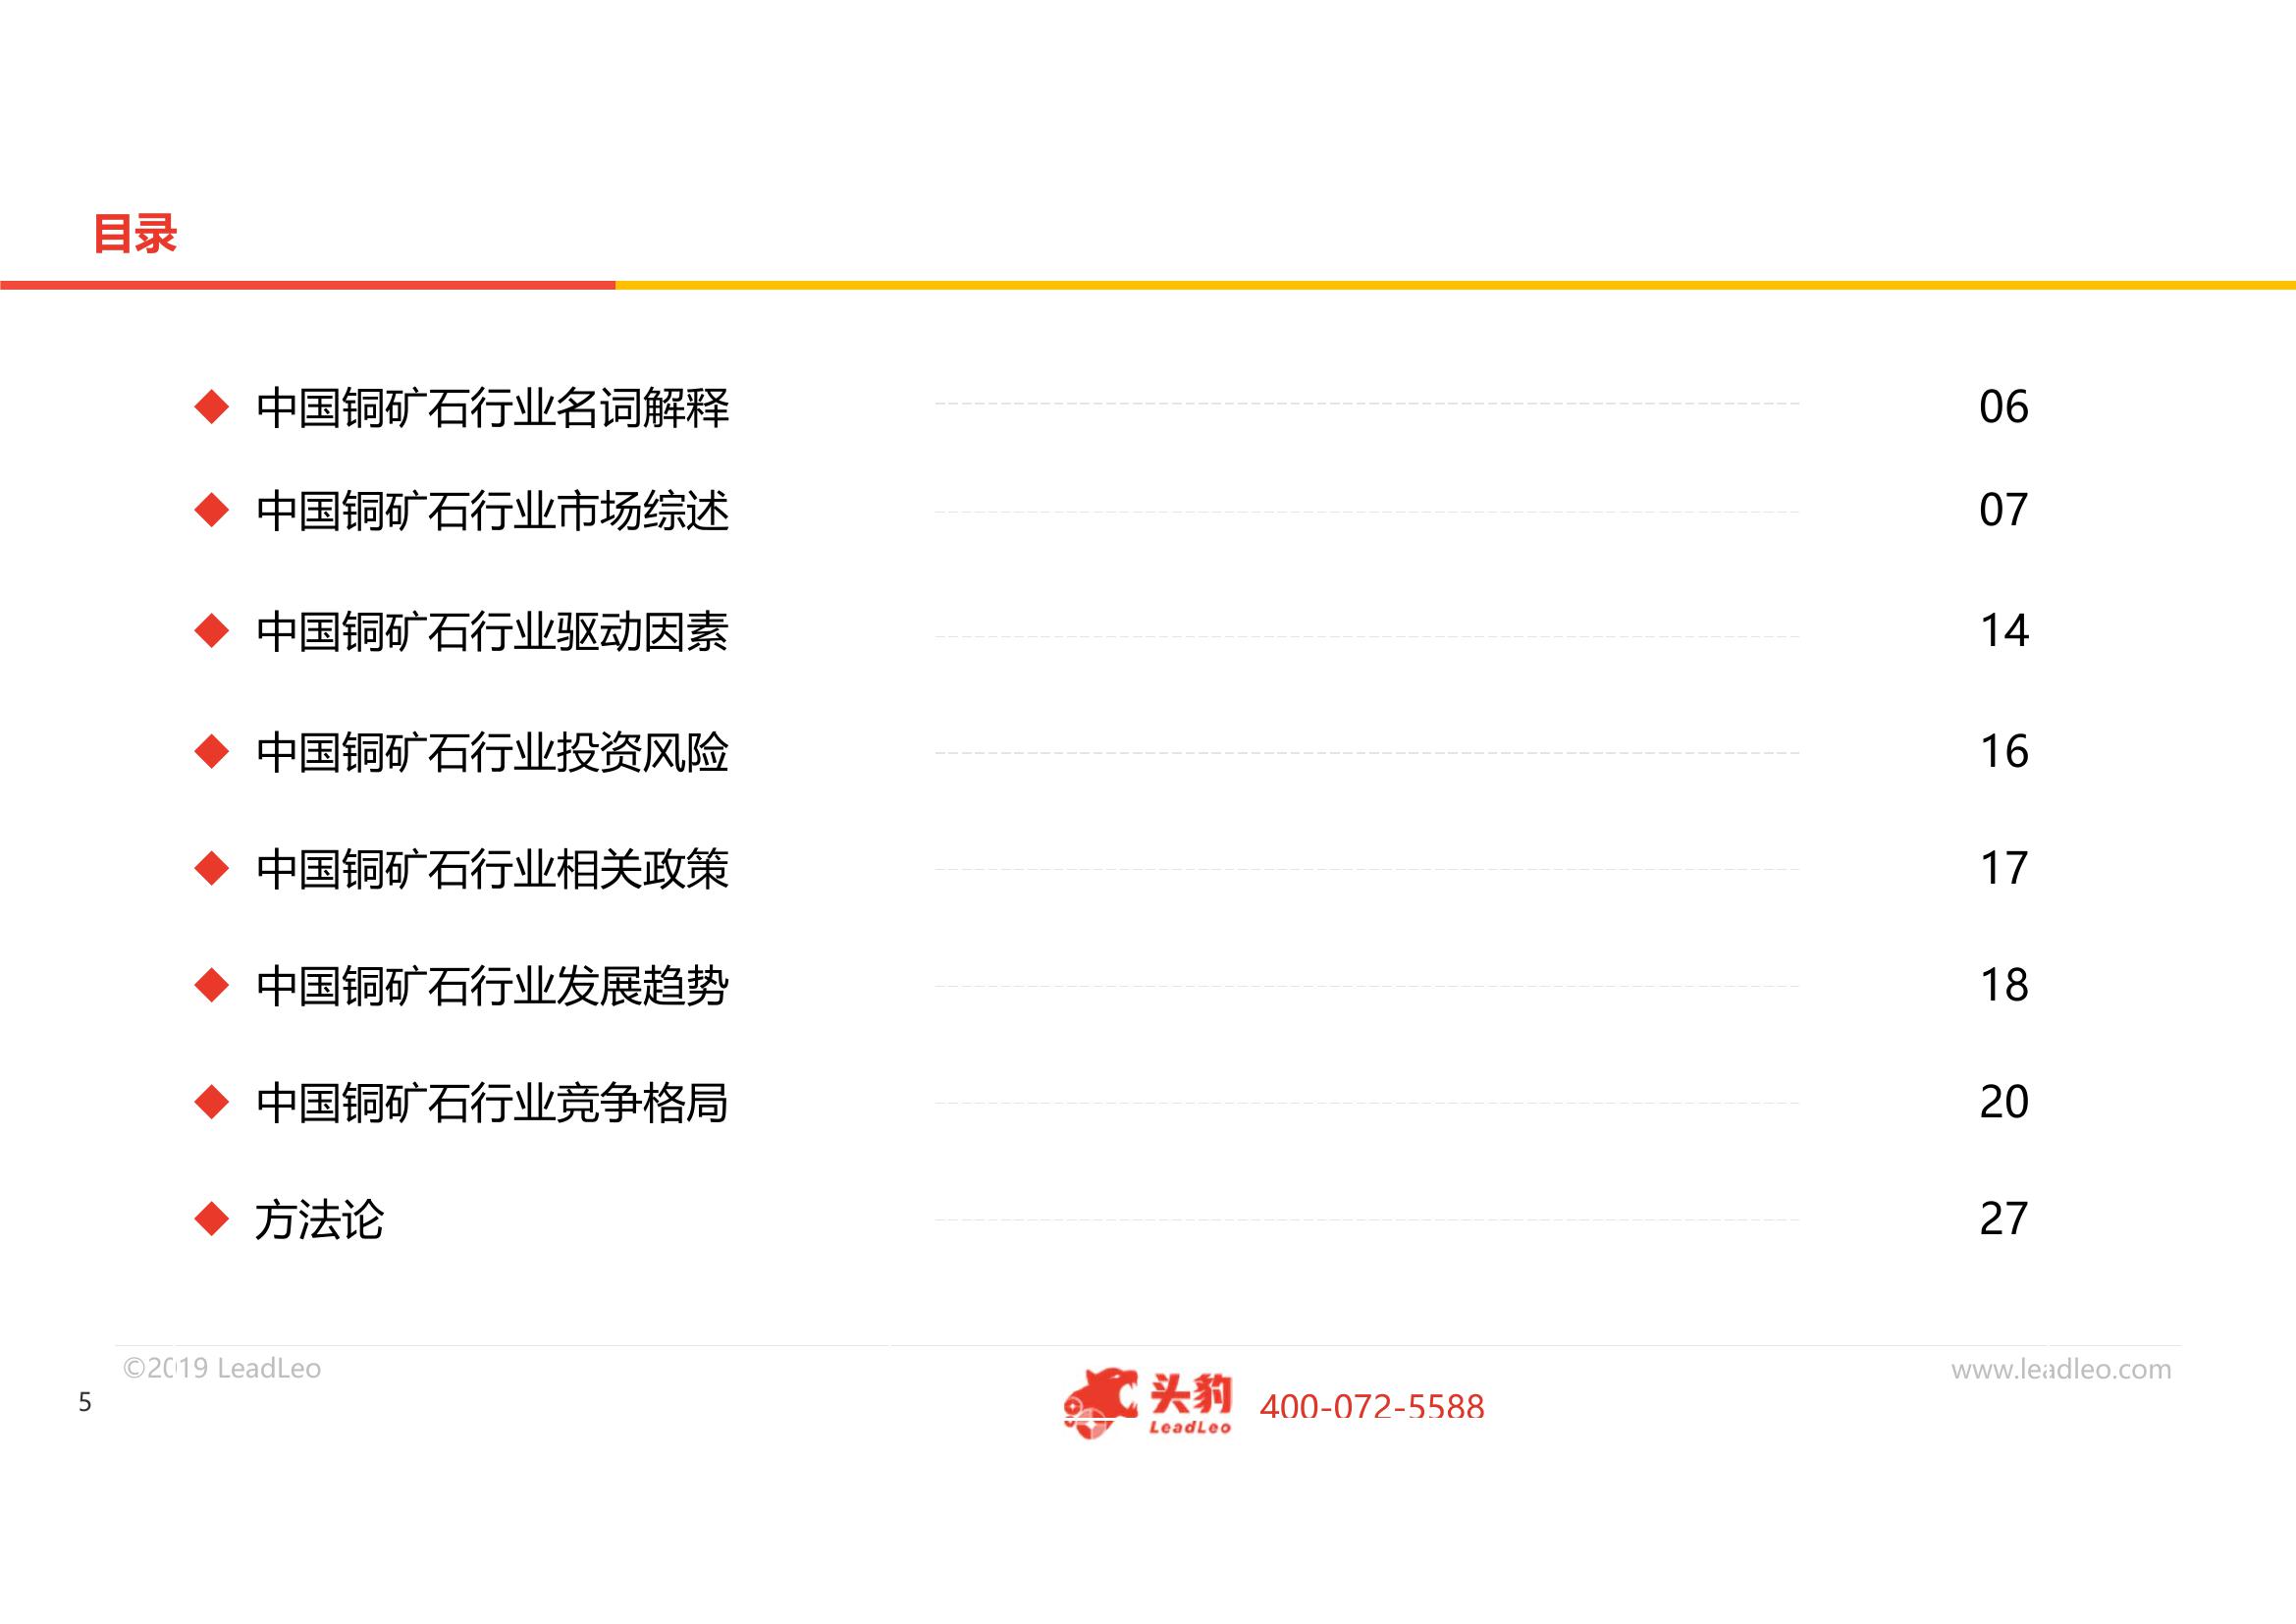 目录
中国铜矿石行业名词解释 06
中国铜矿石行业市场综述 07
中国铜矿石行业驱动因素 14
中国铜矿石行业投资风险 16
中国铜矿石行业相关政策 17
中国铜矿石行业发展趋势 18
中国铜矿石行业竞争格局 20
方法论 27
©2019 LeadLeo
www.leadleo.com
5
头豹
LeadLeo
400-072-5588